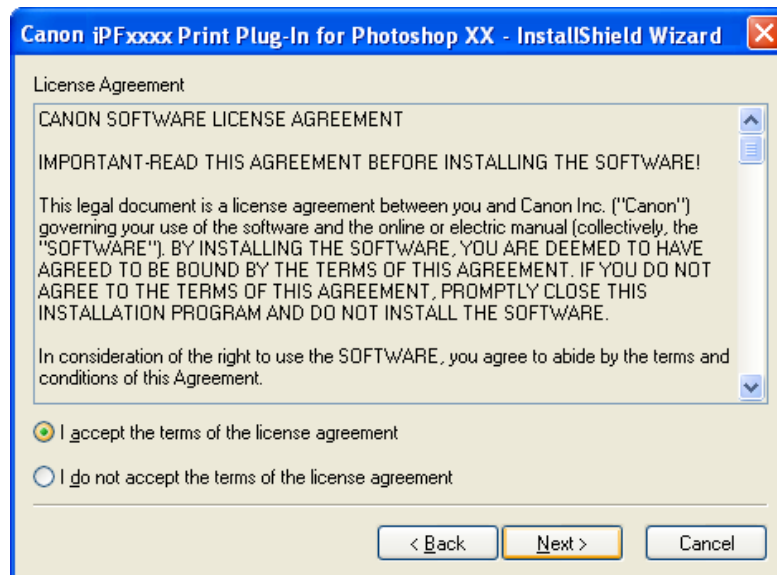 Canon iPFxxxx Print Plug-In for Photoshop XX - InstallShield Wizard
License Agreement
CANON SOFTWARE LICENSE AGREEMENT
IMPORTANT-READ THIS AGREEMENT BEFORE INSTALLING THE SOFTWARE!
This legal document is a license agreement between you and Canon Inc. ("Canon")
governing your use of the software and the online or electric manual (collectively, the
"SOFTWARE"). BY INSTALLING THE SOFTWARE, YOU ARE DEEMED TO HAVE
AGREED TO BE BOUND BY THE TERMS OF THIS AGREEMENT. IF YOU DO NOT
AGREE TO THE TERMS OF THIS AGREEMENT, PROMPTLY CLOSE THIS
INSTALLATION PROGRAM AND DO NOT INSTALL THE SOFTWARE.
In consideration of the right to use the SOFTWARE, you agree to abide by the terms and
conditions of this Agreement.
I accept the terms of the license agreement
I do not accept the terms of the license agreement
< Back Next > Cancel